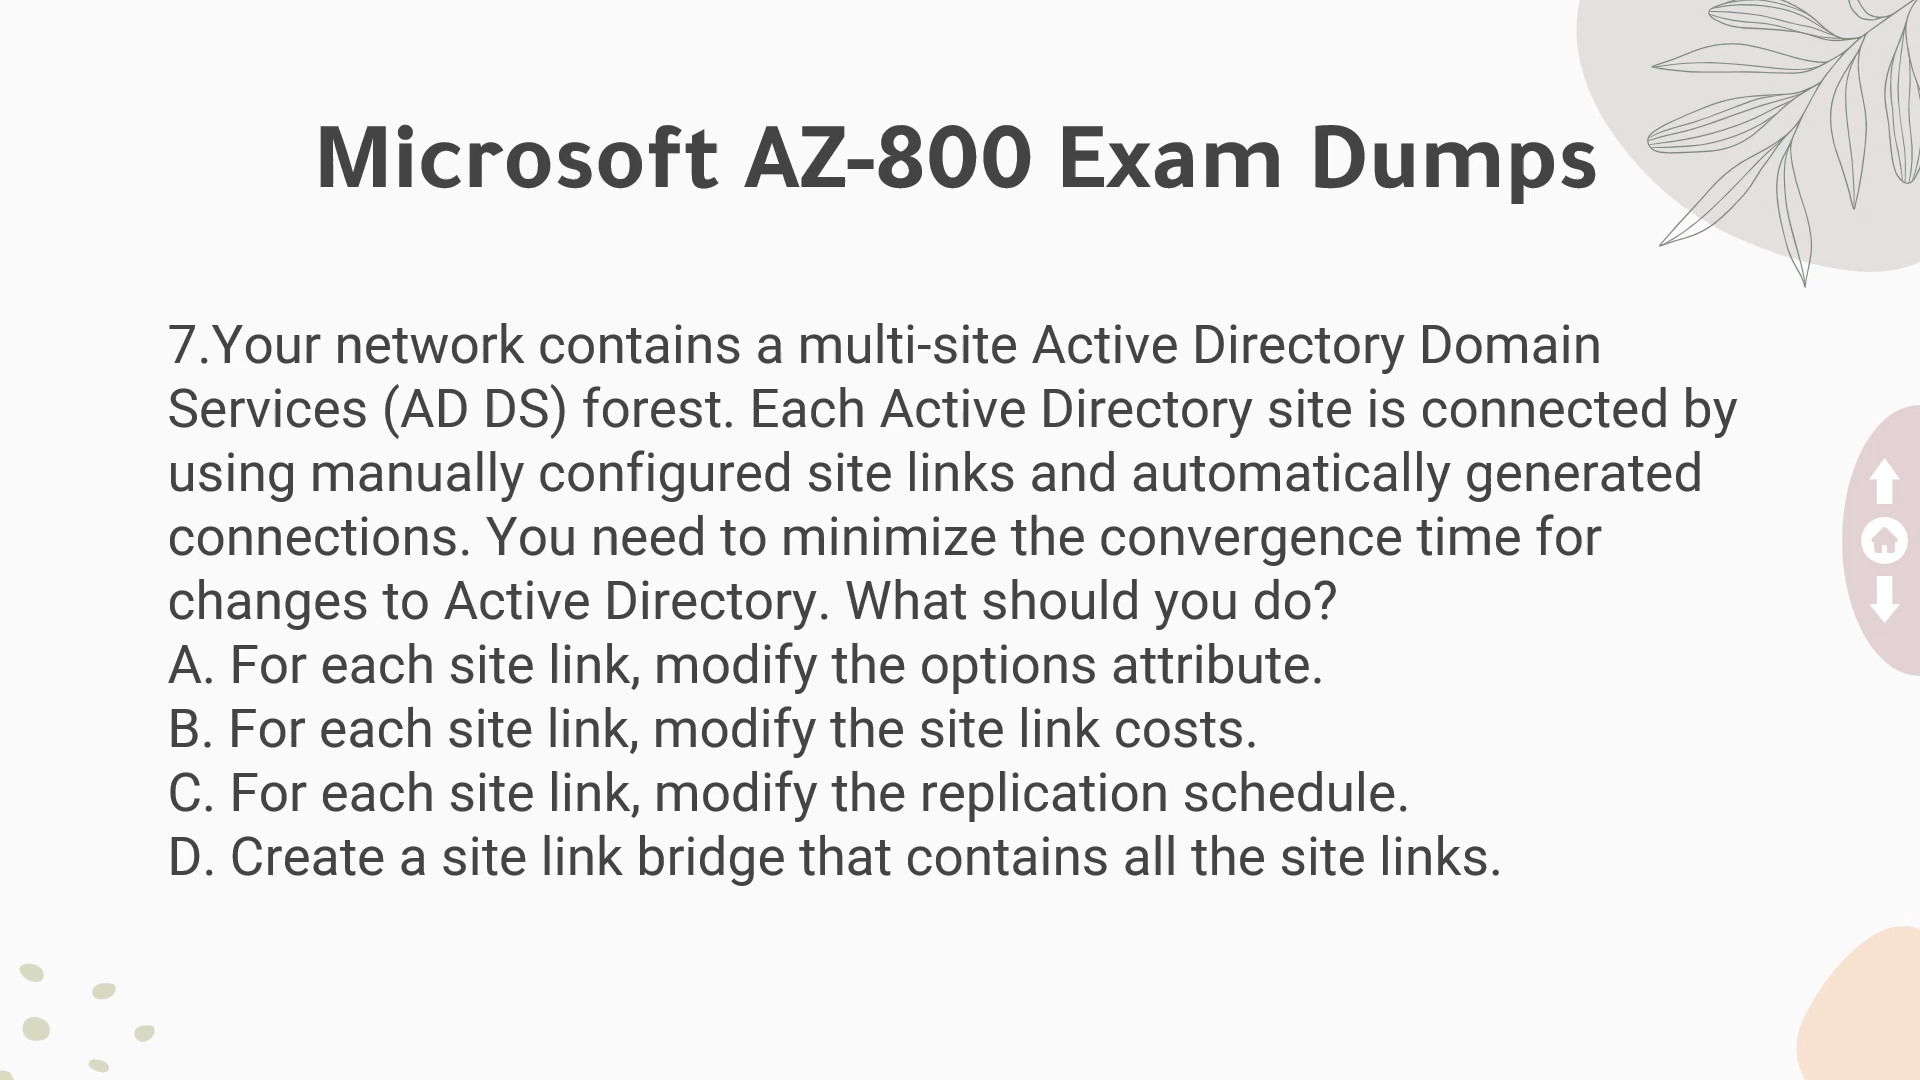 Microsoft AZ-800 Exam Dumps
7.Your network contains a multi-site Active Directory Domain
Services (AD DS) forest. Each Active Directory site is connected by
using manually configured site links and automatically generated
connections. You need to minimize the convergence time for
changes to Active Directory. What should you do?
A. For each site link, modify the options attribute.
B. For each site link, modify the site link costs.
C. For each site link, modify the replication schedule.
D. Create a site link bridge that contains all the site links.